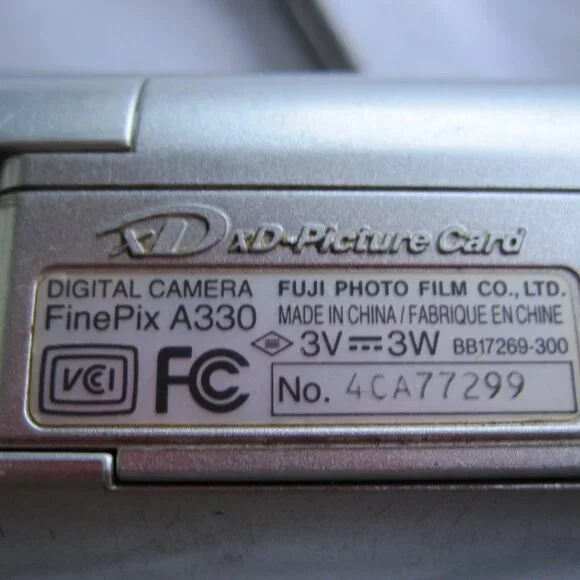 xD xD-Picture Card
DIGITAL CAMERA FUJI PHOTO FILM CO., LTD.
FinePix A330 MADE IN CHINA / FABRIQUE EN CHINE
3V 3W BB17269-300
VCI FC
No. 4CA77299